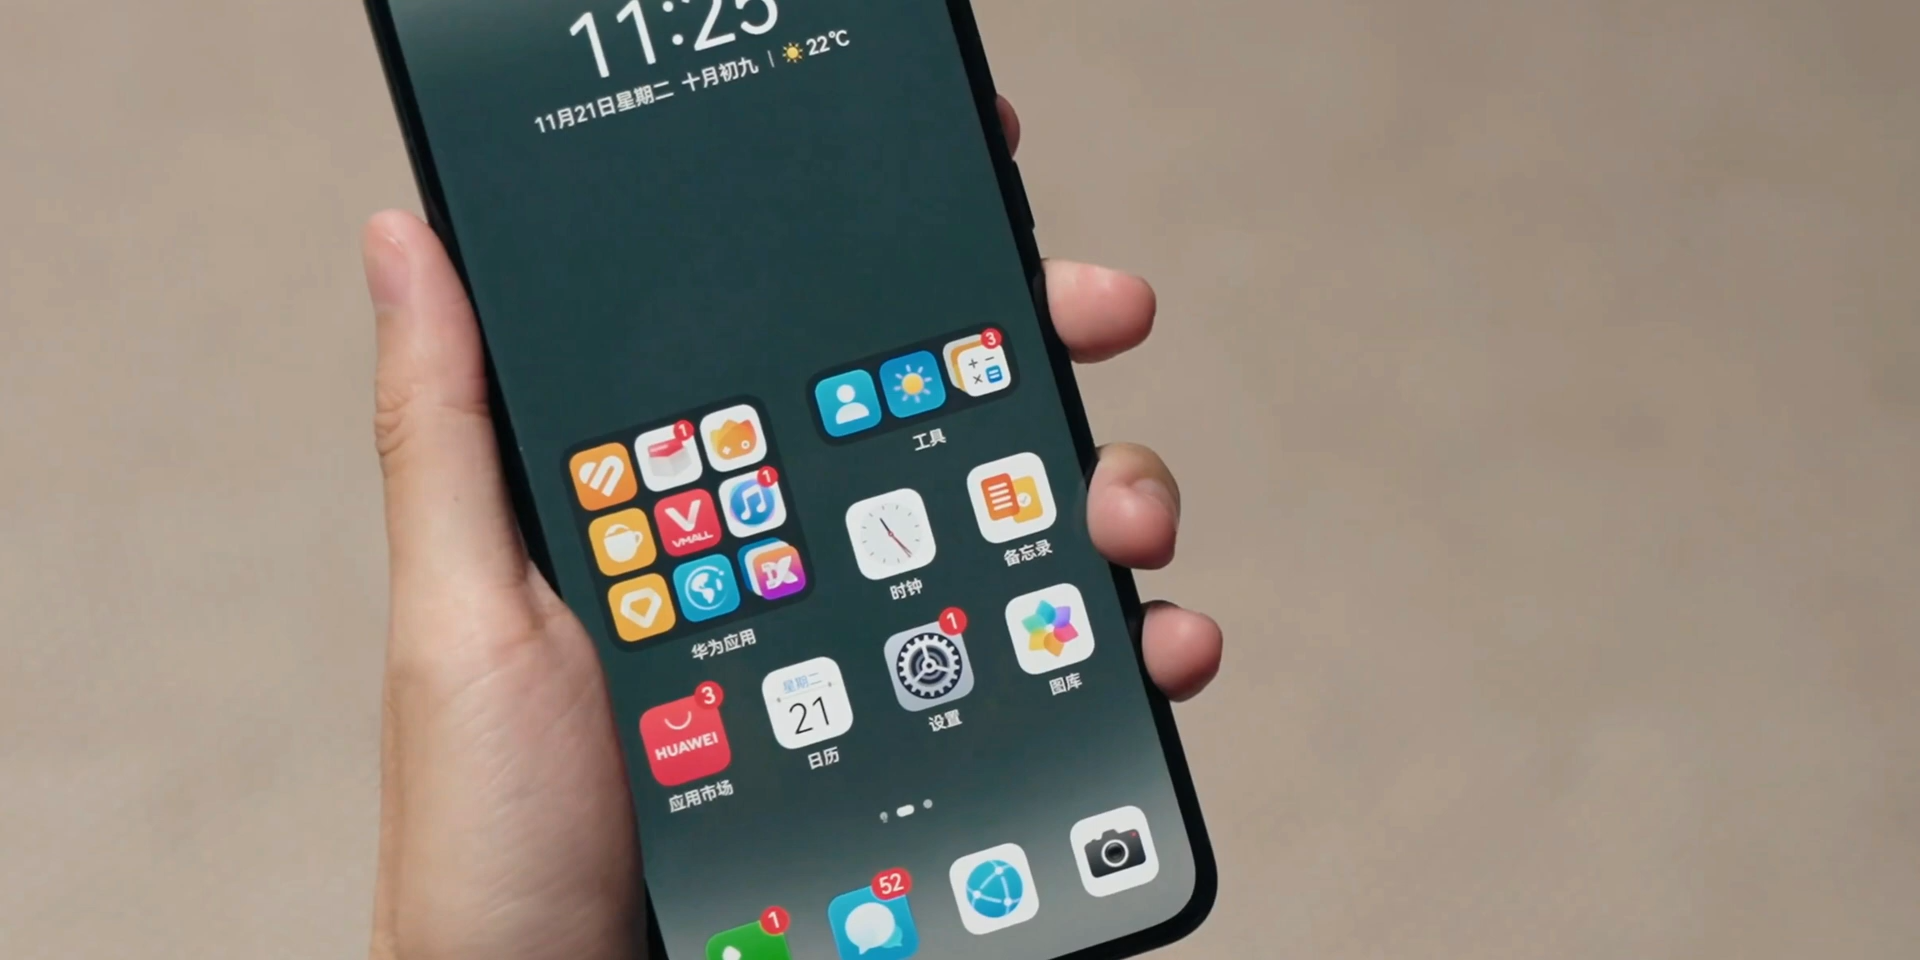 11:25
11月21日星期二 十月初九 | 22℃
3
工具
1
1
VMALL
华为应用
时钟
备忘录
3
HUAWEI
应用市场
星期二
21
日历
1
设置
图库
1
52